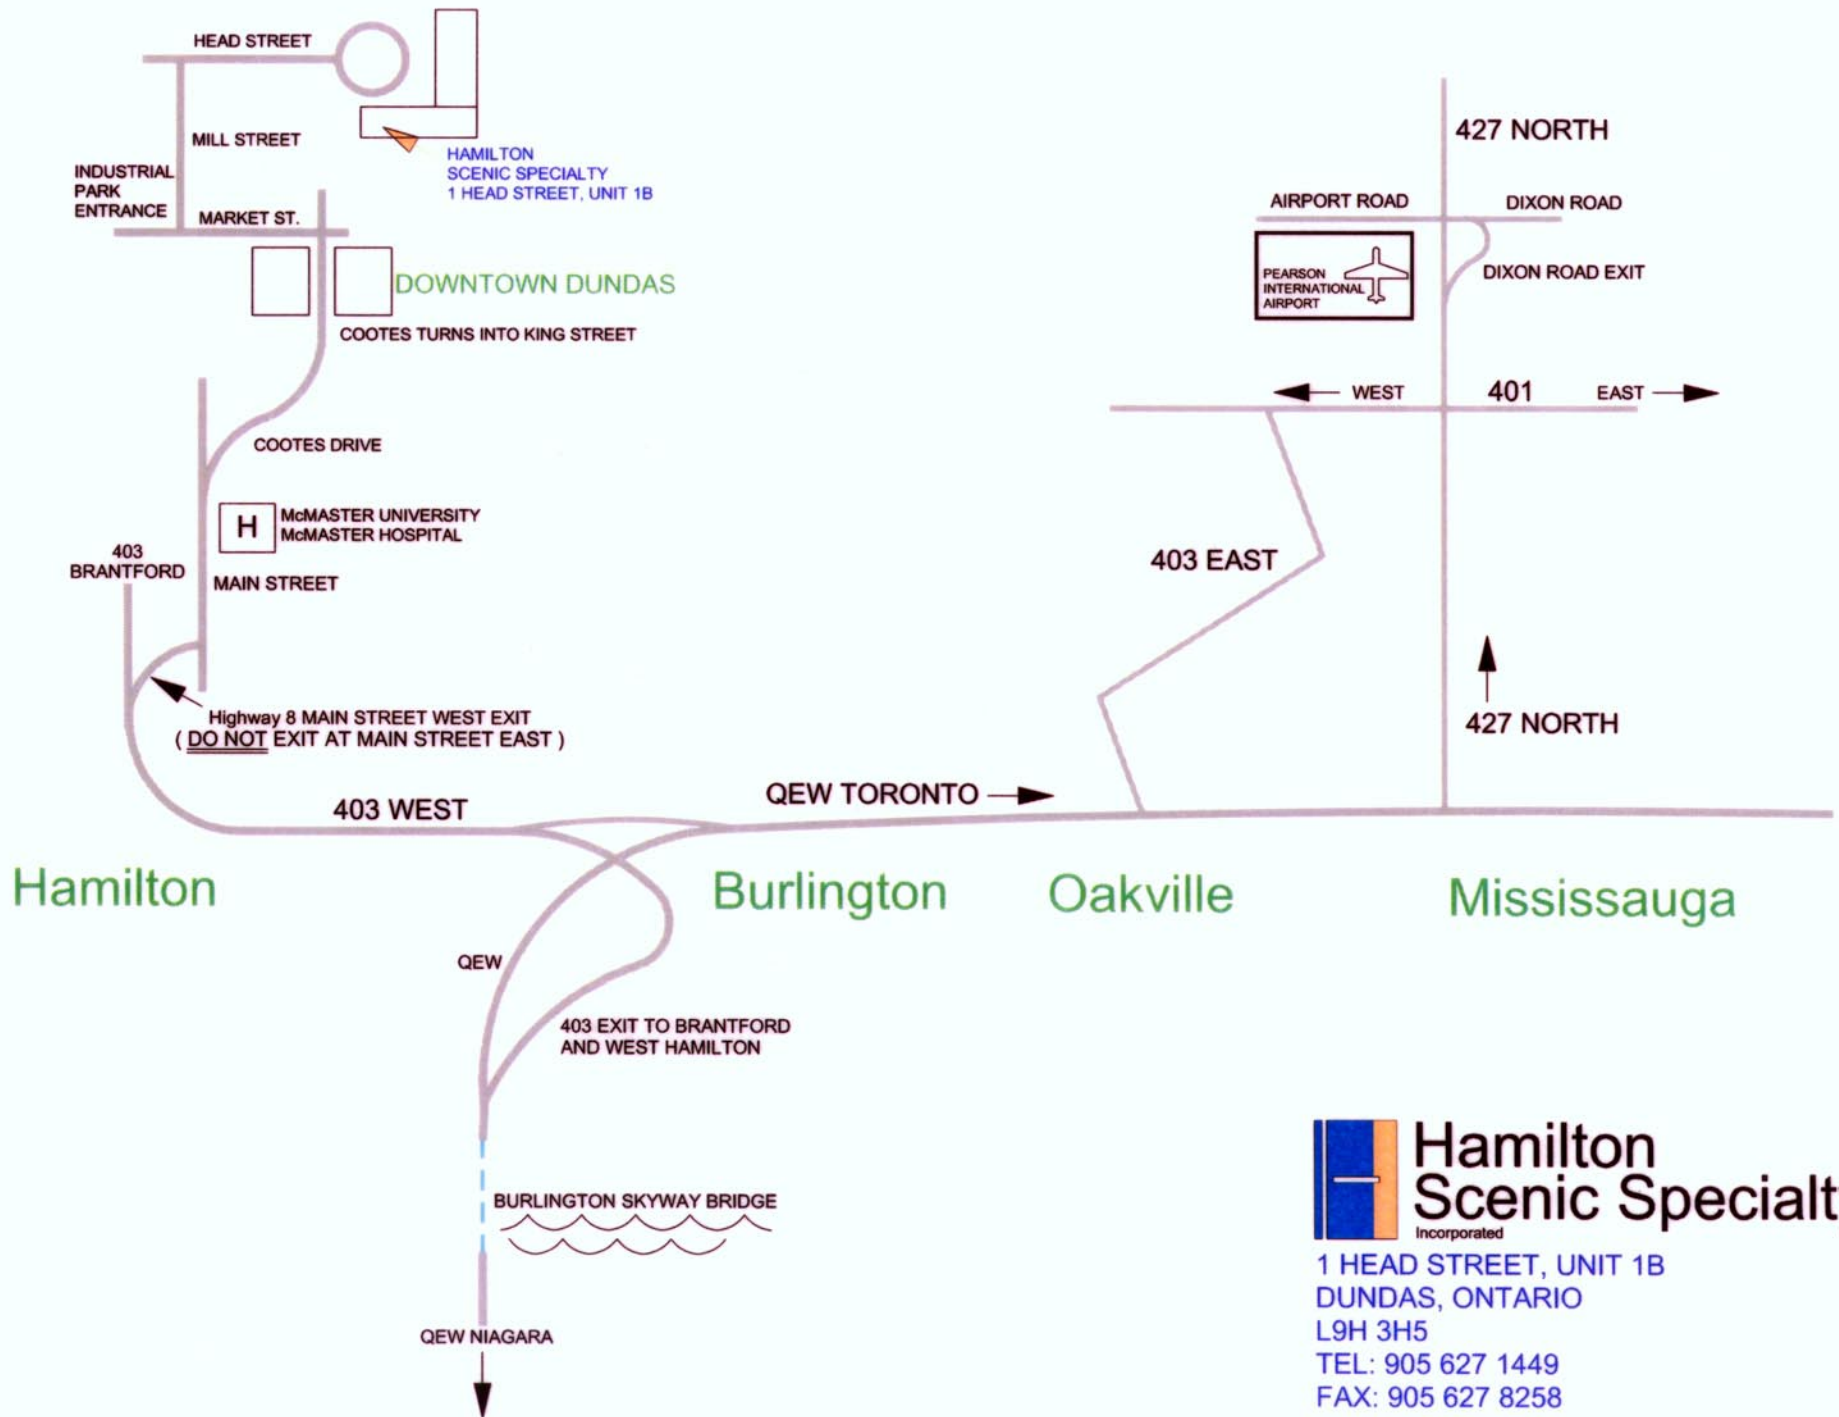 HEAD STREET
MILL STREET
INDUSTRIAL
PARK
ENTRANCE
MARKET ST.
HAMILTON
SCENIC SPECIALTY
1 HEAD STREET, UNIT 1B
DOWNTOWN DUNDAS
COOTES TURNS INTO KING STREET
COOTES DRIVE
H
McMASTER UNIVERSITY
McMASTER HOSPITAL
403
BRANTFORD
MAIN STREET
Highway 8 MAIN STREET WEST EXIT
( DO NOT EXIT AT MAIN STREET EAST )
403 WEST
QEW TORONTO
427 NORTH
AIRPORT ROAD
DIXON ROAD
PEARSON
INTERNATIONAL
AIRPORT
DIXON ROAD EXIT
WEST
401
EAST
403 EAST
427 NORTH
Hamilton
Burlington
Oakville
Mississauga
QEW
403 EXIT TO BRANTFORD
AND WEST HAMILTON
BURLINGTON SKYWAY BRIDGE
QEW NIAGARA
Hamilton
Scenic Specialt
Incorporated
1 HEAD STREET, UNIT 1B
DUNDAS, ONTARIO
L9H 3H5
TEL: 905 627 1449
FAX: 905 627 8258